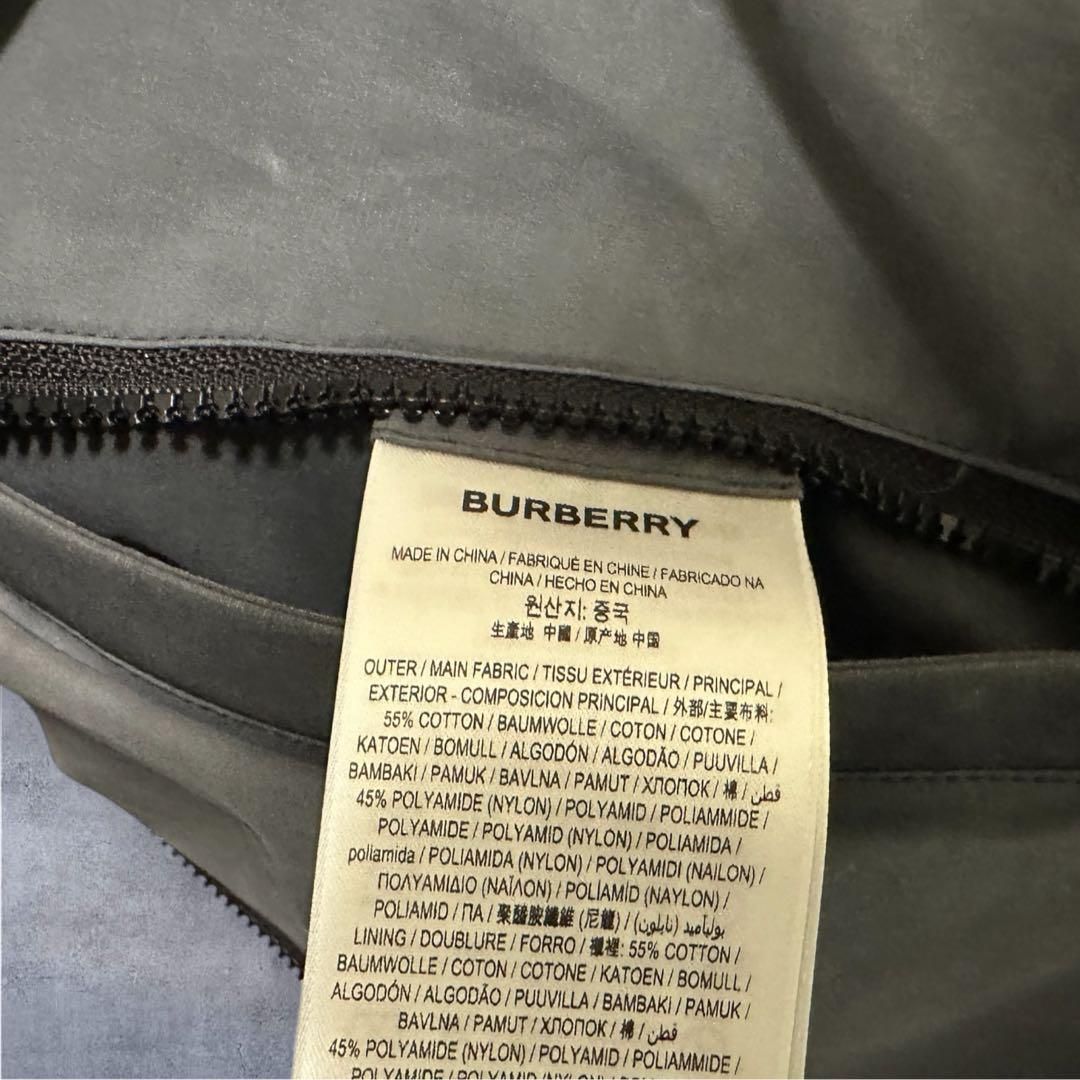 BURBERRY
MADE IN CHINA / FABRIQUÉ EN CHINE / FABRICADO NA
CHINA / HECHO EN CHINA
원산지: 중국
生產地 中國 / 原产地 中国
OUTER / MAIN FABRIC / TISSU EXTÉRIEUR / PRINCIPAL /
EXTERIOR - COMPOSICION PRINCIPAL / 外部/主要布料:
55% COTTON / BAUMWOLLE / COTON / COTONE /
KATOEN / BOMULL / ALGODÓN / ALGODÃO / PUUVILLA /
BAMBAKI / PAMUK / BAVLNA / PAMUT / ХЛОПОК / 棉 / قطن /
45% POLYAMIDE (NYLON) / POLYAMID / POLIAMMIDE /
POLYAMIDE / POLYAMID (NYLON) / POLIAMIDA /
poliamida / POLIAMIDA (NYLON) / POLYAMIDI (NAILON) /
ΠΟΛΥΑΜΙΔΙΟ (ΝΑΪΛΟΝ) / POLİAMİD (NAYLON) /
POLIAMID / ПА / 聚醯胺纖維 (尼龍) / بوليأميد (نايلون) /
LINING / DOUBLURE / FORRO / 襯裡: 55% COTTON /
BAUMWOLLE / COTON / COTONE / KATOEN / BOMULL /
ALGODÓN / ALGODÃO / PUUVILLA / BAMBAKI / PAMUK /
BAVLNA / PAMUT / ХЛОПОК / 棉 / قطن /
45% POLYAMIDE (NYLON) / POLYAMID / POLIAMMIDE /
POLYAMIDE / POLYAMID (NYLON) /